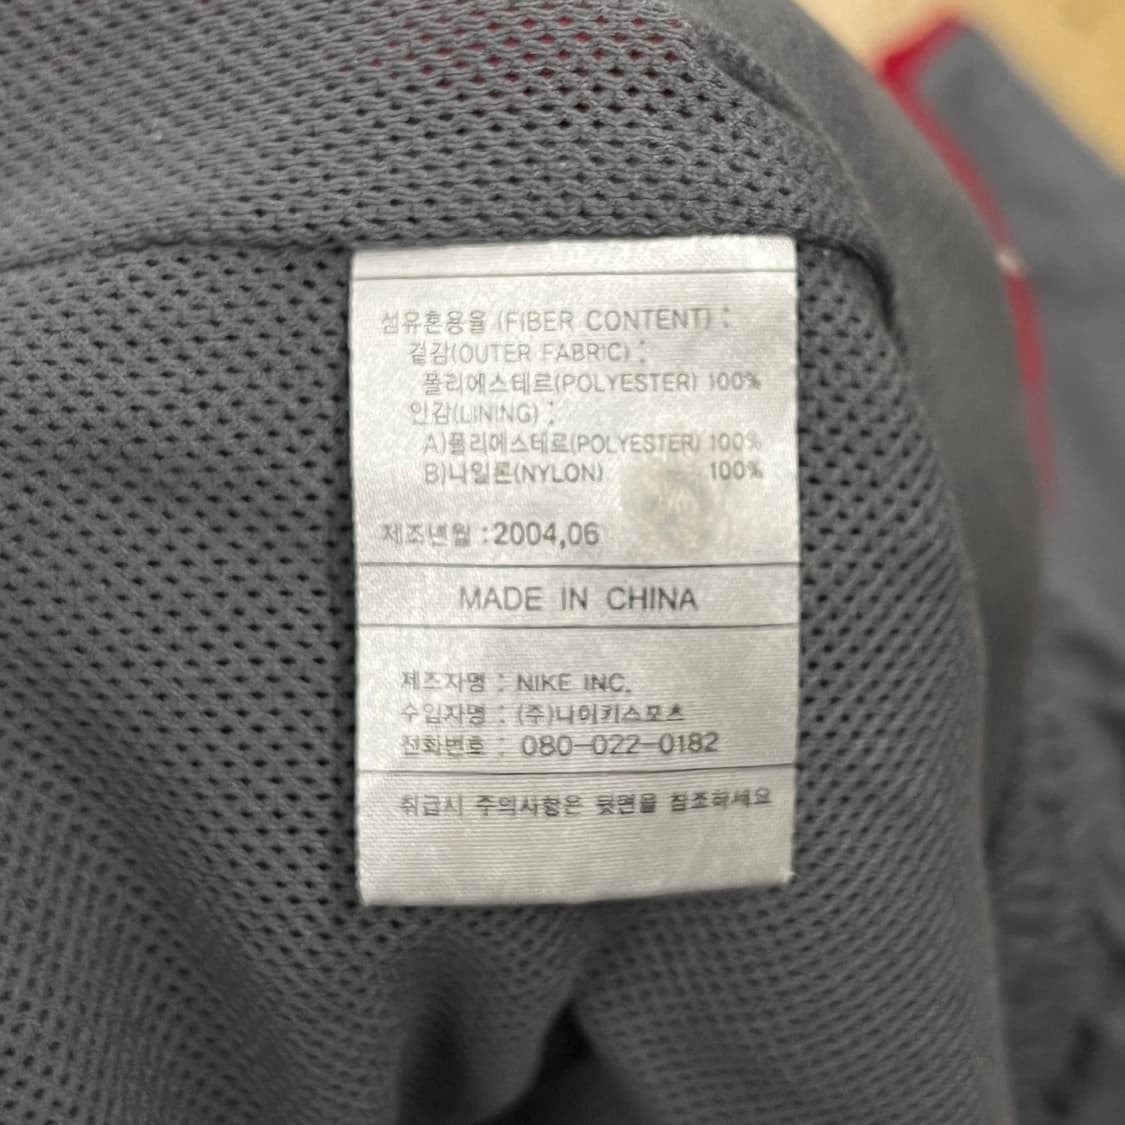 섬유혼용율 (FIBER CONTENT) :
겉감(OUTER FABRIC) :
폴리에스테르(POLYESTER) 100%
안감(LINING) :
A)폴리에스테르(POLYESTER) 100%
B)나일론(NYLON) 100%
제조년월 :2004,06
MADE IN CHINA
제조자명 : NIKE INC.
수입자명 : (주)나이키스포츠
전화번호 : 080-022-0182
취급시 주의사항은 뒷면을 참조하세요